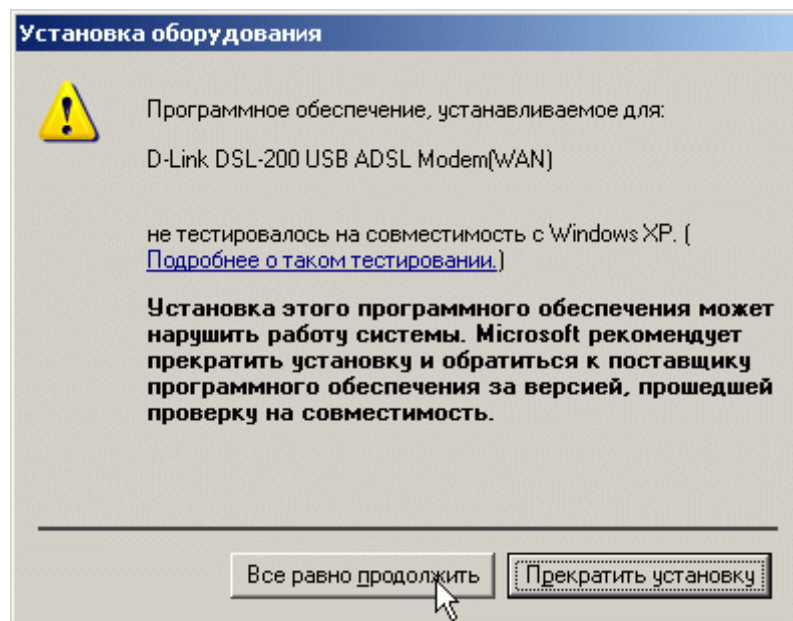 Установка оборудования
Программное обеспечение, устанавливаемое для:
D-Link DSL-200 USB ADSL Modem(WAN)
не тестировалось на совместимость с Windows XP. (
Подробнее о таком тестировании.)
Установка этого программного обеспечения может
нарушить работу системы. Microsoft рекомендует
прекратить установку и обратиться к поставщику
программного обеспечения за версией, прошедшей
проверку на совместимость.
Все равно продолжить
Прекратить установку